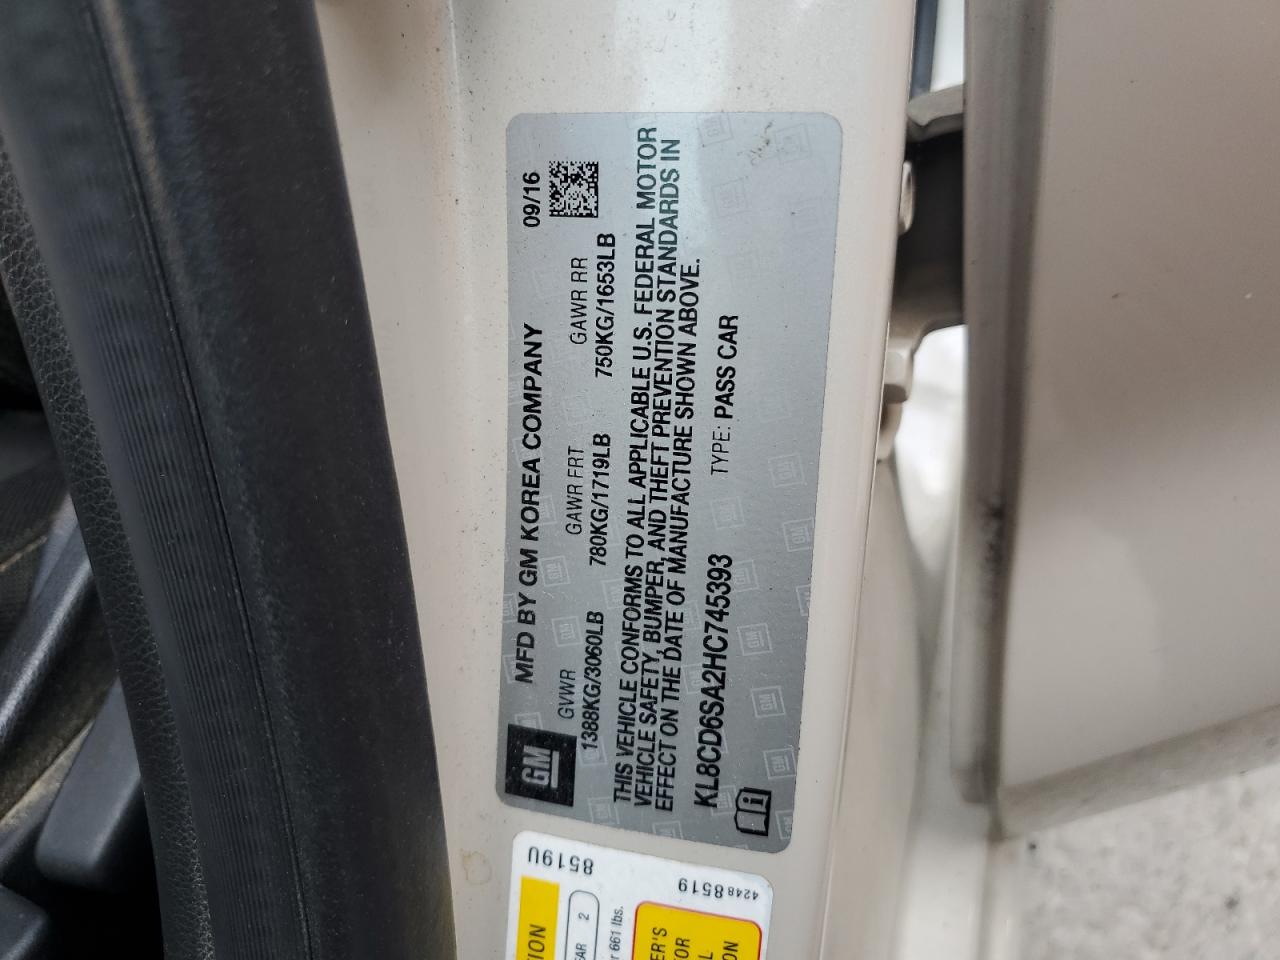 MFD BY GM KOREA COMPANY 09/16
GM
GVWR GAWR FRT GAWR RR
1388KG/3060LB 780KG/1719LB 750KG/1653LB
THIS VEHICLE CONFORMS TO ALL APPLICABLE U.S. FEDERAL MOTOR
VEHICLE SAFETY, BUMPER, AND THEFT PREVENTION STANDARDS IN
EFFECT ON THE DATE OF MANUFACTURE SHOWN ABOVE.
KL8CD6SA2HC745393 TYPE: PASS CAR
8519U
4248 8519
2
661 lbs.